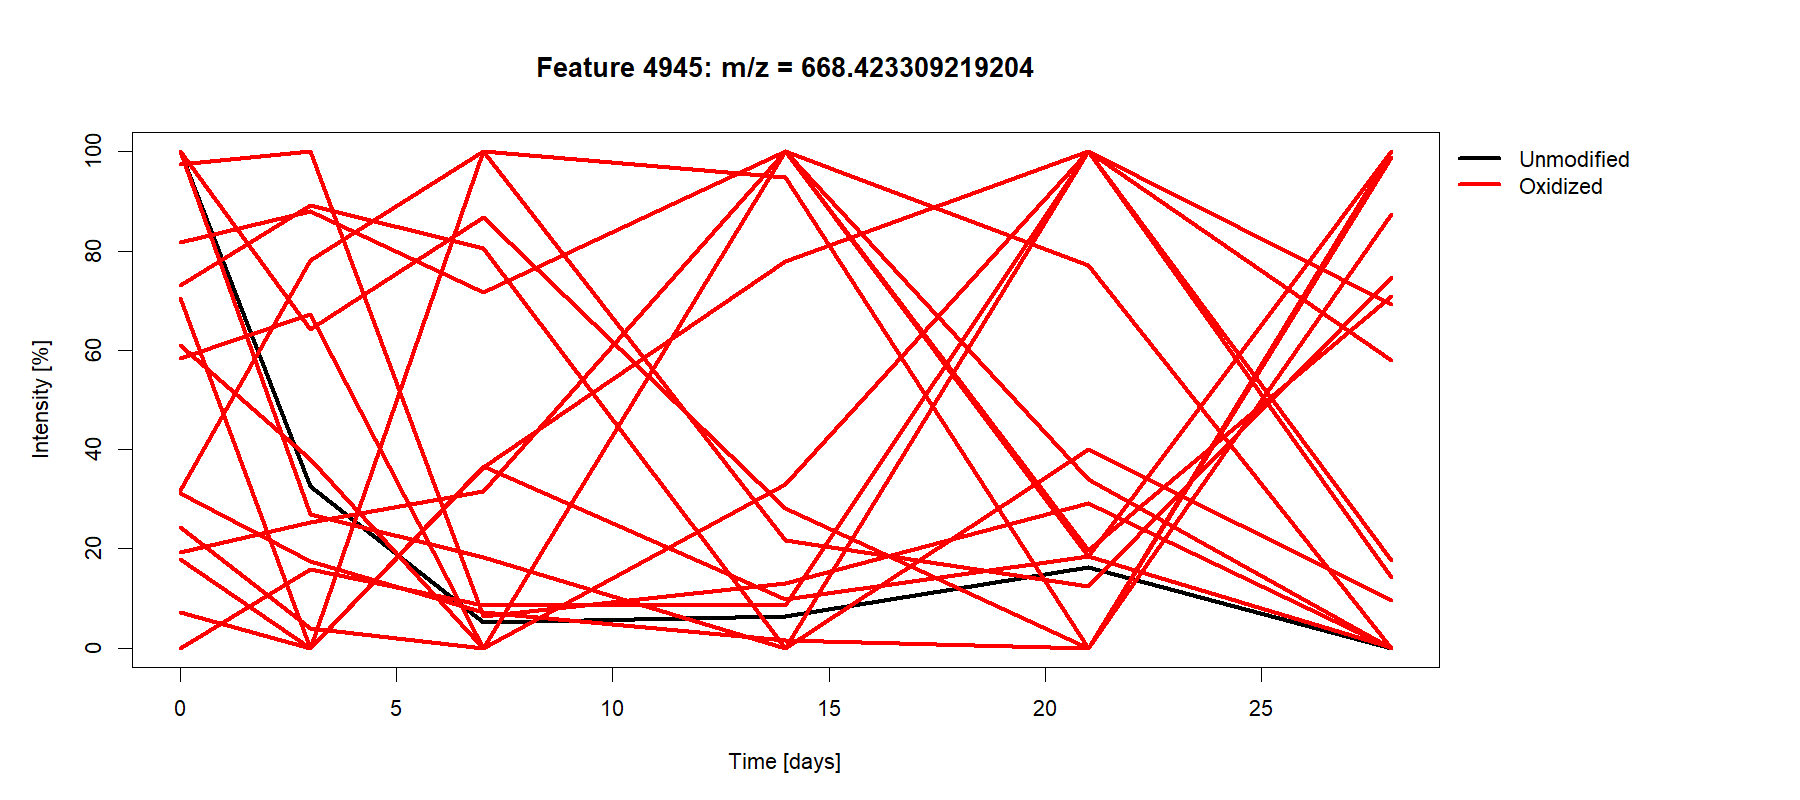 Feature 4945: m/z = 668.423309219204
Unmodified
Oxidized
Intensity [%]
100
80
60
40
20
0
0 5 10 15 20 25
Time [days]